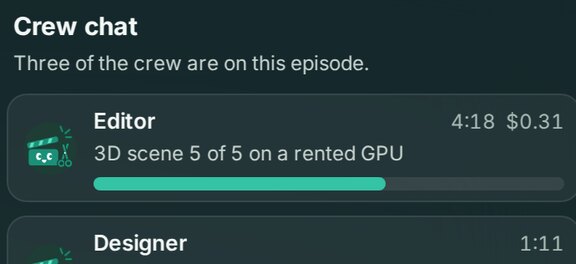 Crew chat
Three of the crew are on this episode.
Editor 4:18 $0.31
3D scene 5 of 5 on a rented GPU
Designer 1:11